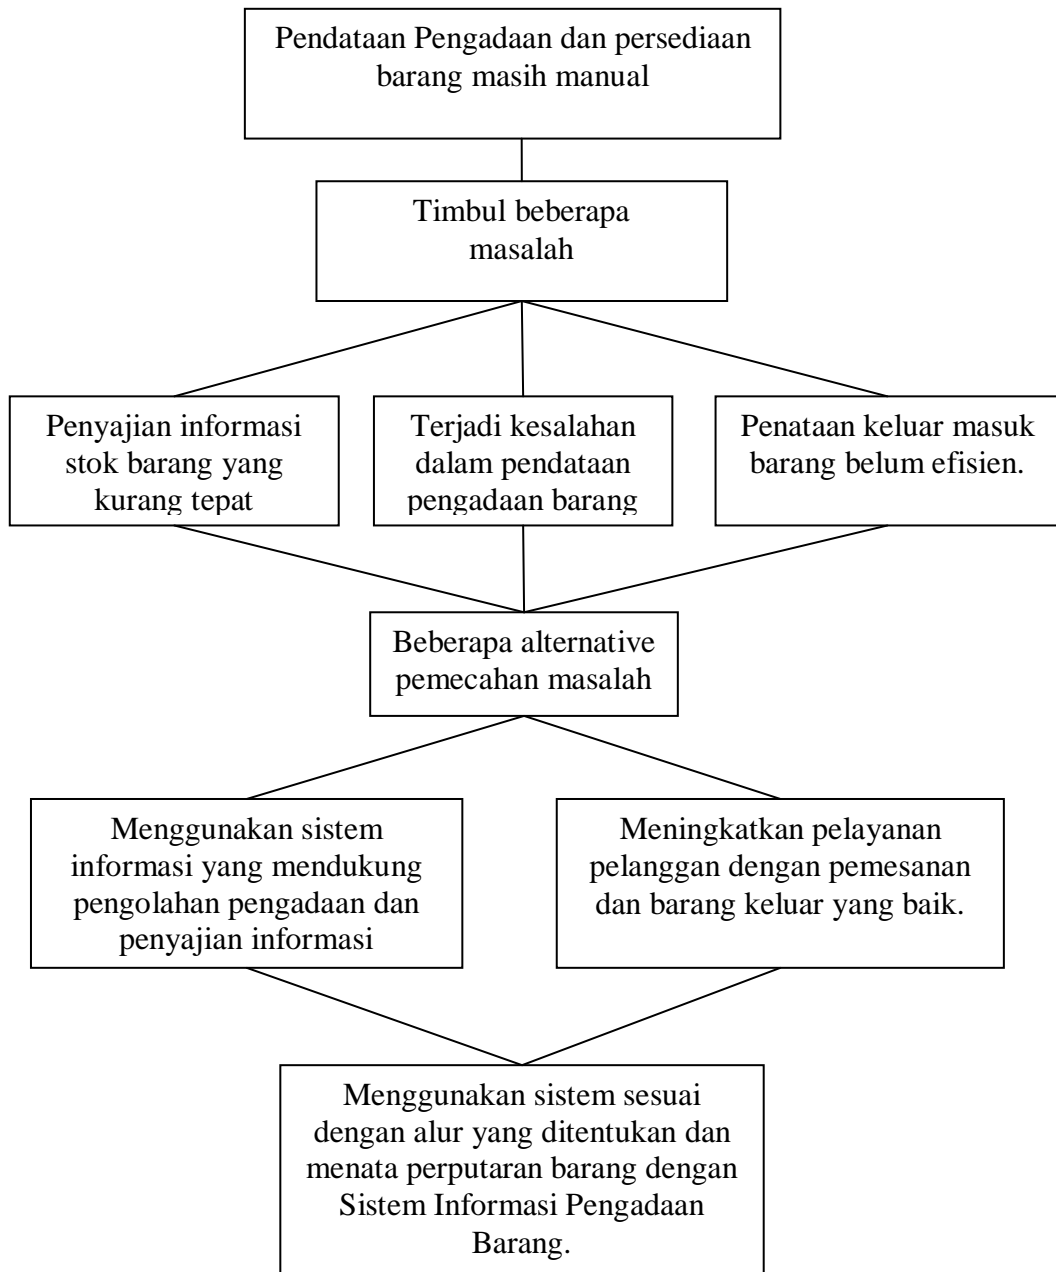 Pendataan Pengadaan dan persediaan
barang masih manual
Timbul beberapa
masalah
Penyajian informasi
stok barang yang
kurang tepat
Terjadi kesalahan
dalam pendataan
pengadaan barang
Penataan keluar masuk
barang belum efisien.
Beberapa alternative
pemecahan masalah
Menggunakan sistem
informasi yang mendukung
pengolahan pengadaan dan
penyajian informasi
Meningkatkan pelayanan
pelanggan dengan pemesanan
dan barang keluar yang baik.
Menggunakan sistem sesuai
dengan alur yang ditentukan dan
menata perputaran barang dengan
Sistem Informasi Pengadaan
Barang.